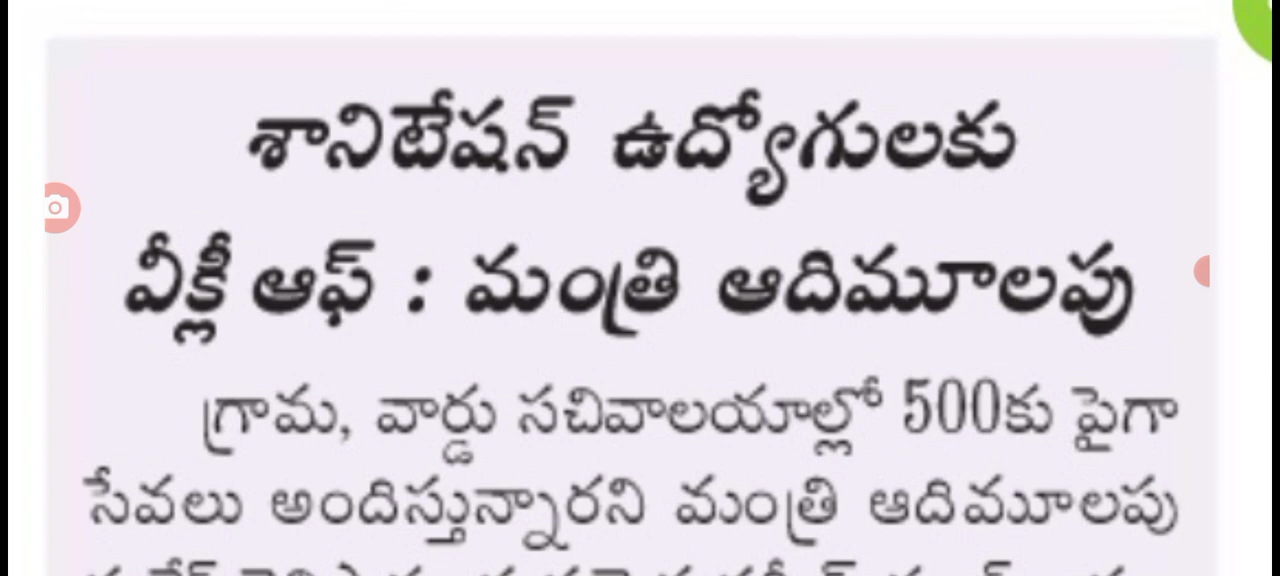 శానిటేషన్ ఉద్యోగులకు
వీక్లీ ఆఫ్ : మంత్రి ఆదిమూలపు
గ్రామ, వార్డు సచివాలయాల్లో 500కు పైగా
సేవలు అందిస్తున్నారని మంత్రి ఆదిమూలపు